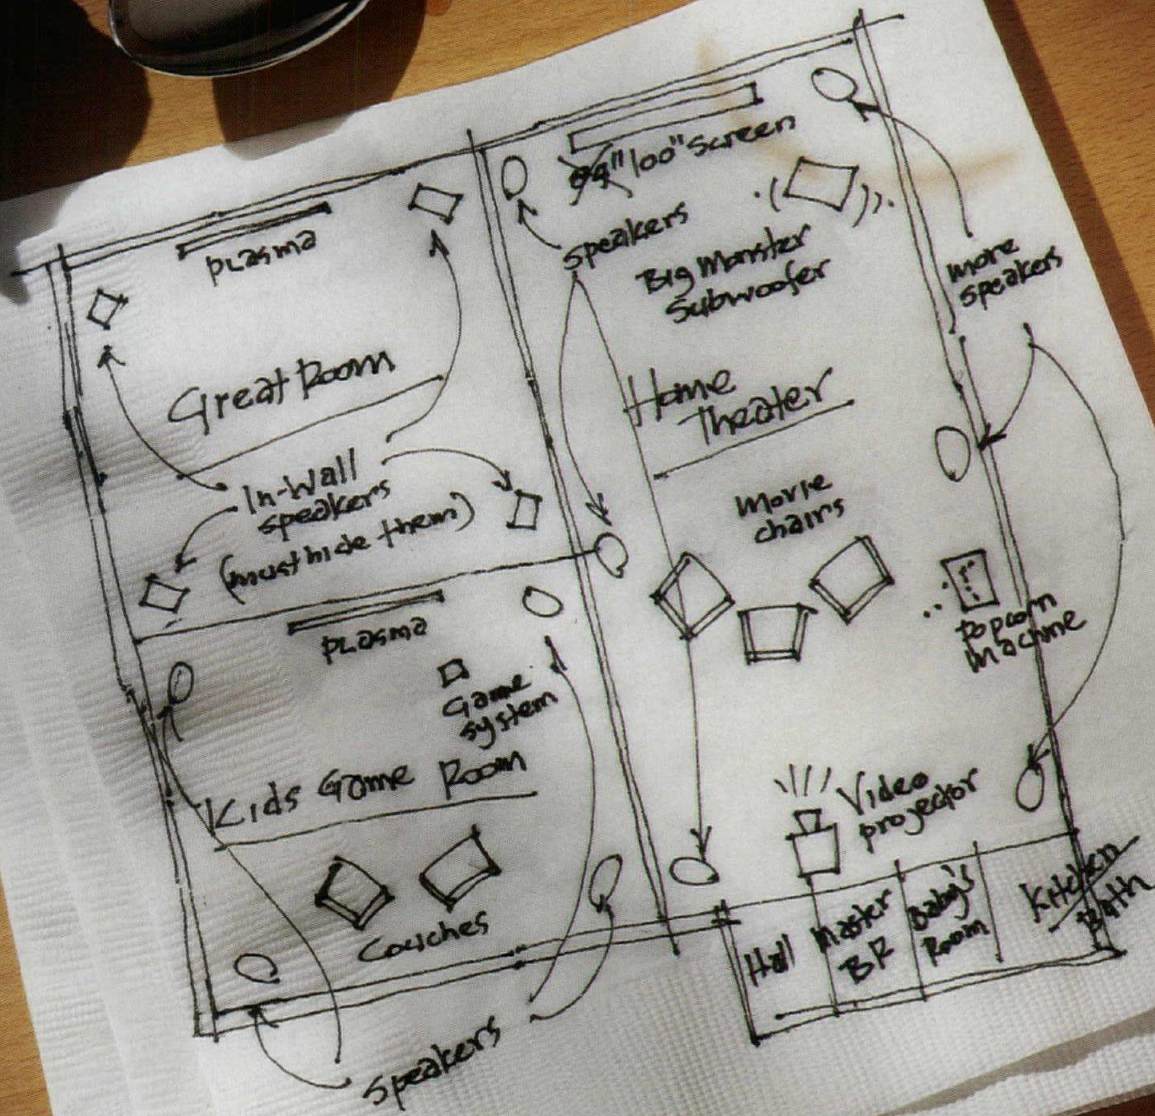 Plasma
Great Room
In-Wall
speakers
(must hide them)
100" Screen
Speakers
Big Monster
Subwoofer
more
speakers
Home
Theater
Movie
chairs
Popcorn
machine
Video
projector
Plasma
Game
system
Kids Game Room
Couches
Speakers
Hall
Master
BR
Baby's
Room
Kitchen
Bath